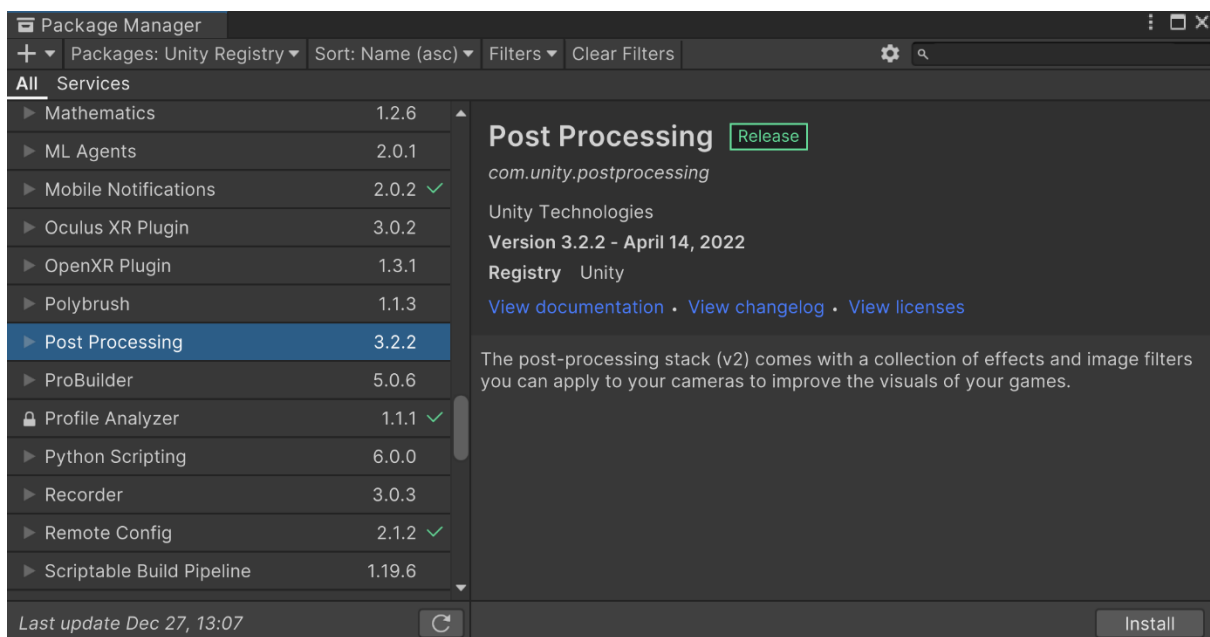 Package Manager
Packages: Unity Registry Sort: Name (asc) Filters Clear Filters
All Services
Mathematics 1.2.6
ML Agents 2.0.1
Mobile Notifications 2.0.2
Oculus XR Plugin 3.0.2
OpenXR Plugin 1.3.1
Polybrush 1.1.3
Post Processing 3.2.2
ProBuilder 5.0.6
Profile Analyzer 1.1.1
Python Scripting 6.0.0
Recorder 3.0.3
Remote Config 2.1.2
Scriptable Build Pipeline 1.19.6
Last update Dec 27, 13:07
Post Processing Release
com.unity.postprocessing
Unity Technologies
Version 3.2.2 - April 14, 2022
Registry Unity
View documentation • View changelog • View licenses
The post-processing stack (v2) comes with a collection of effects and image filters
you can apply to your cameras to improve the visuals of your games.
Install